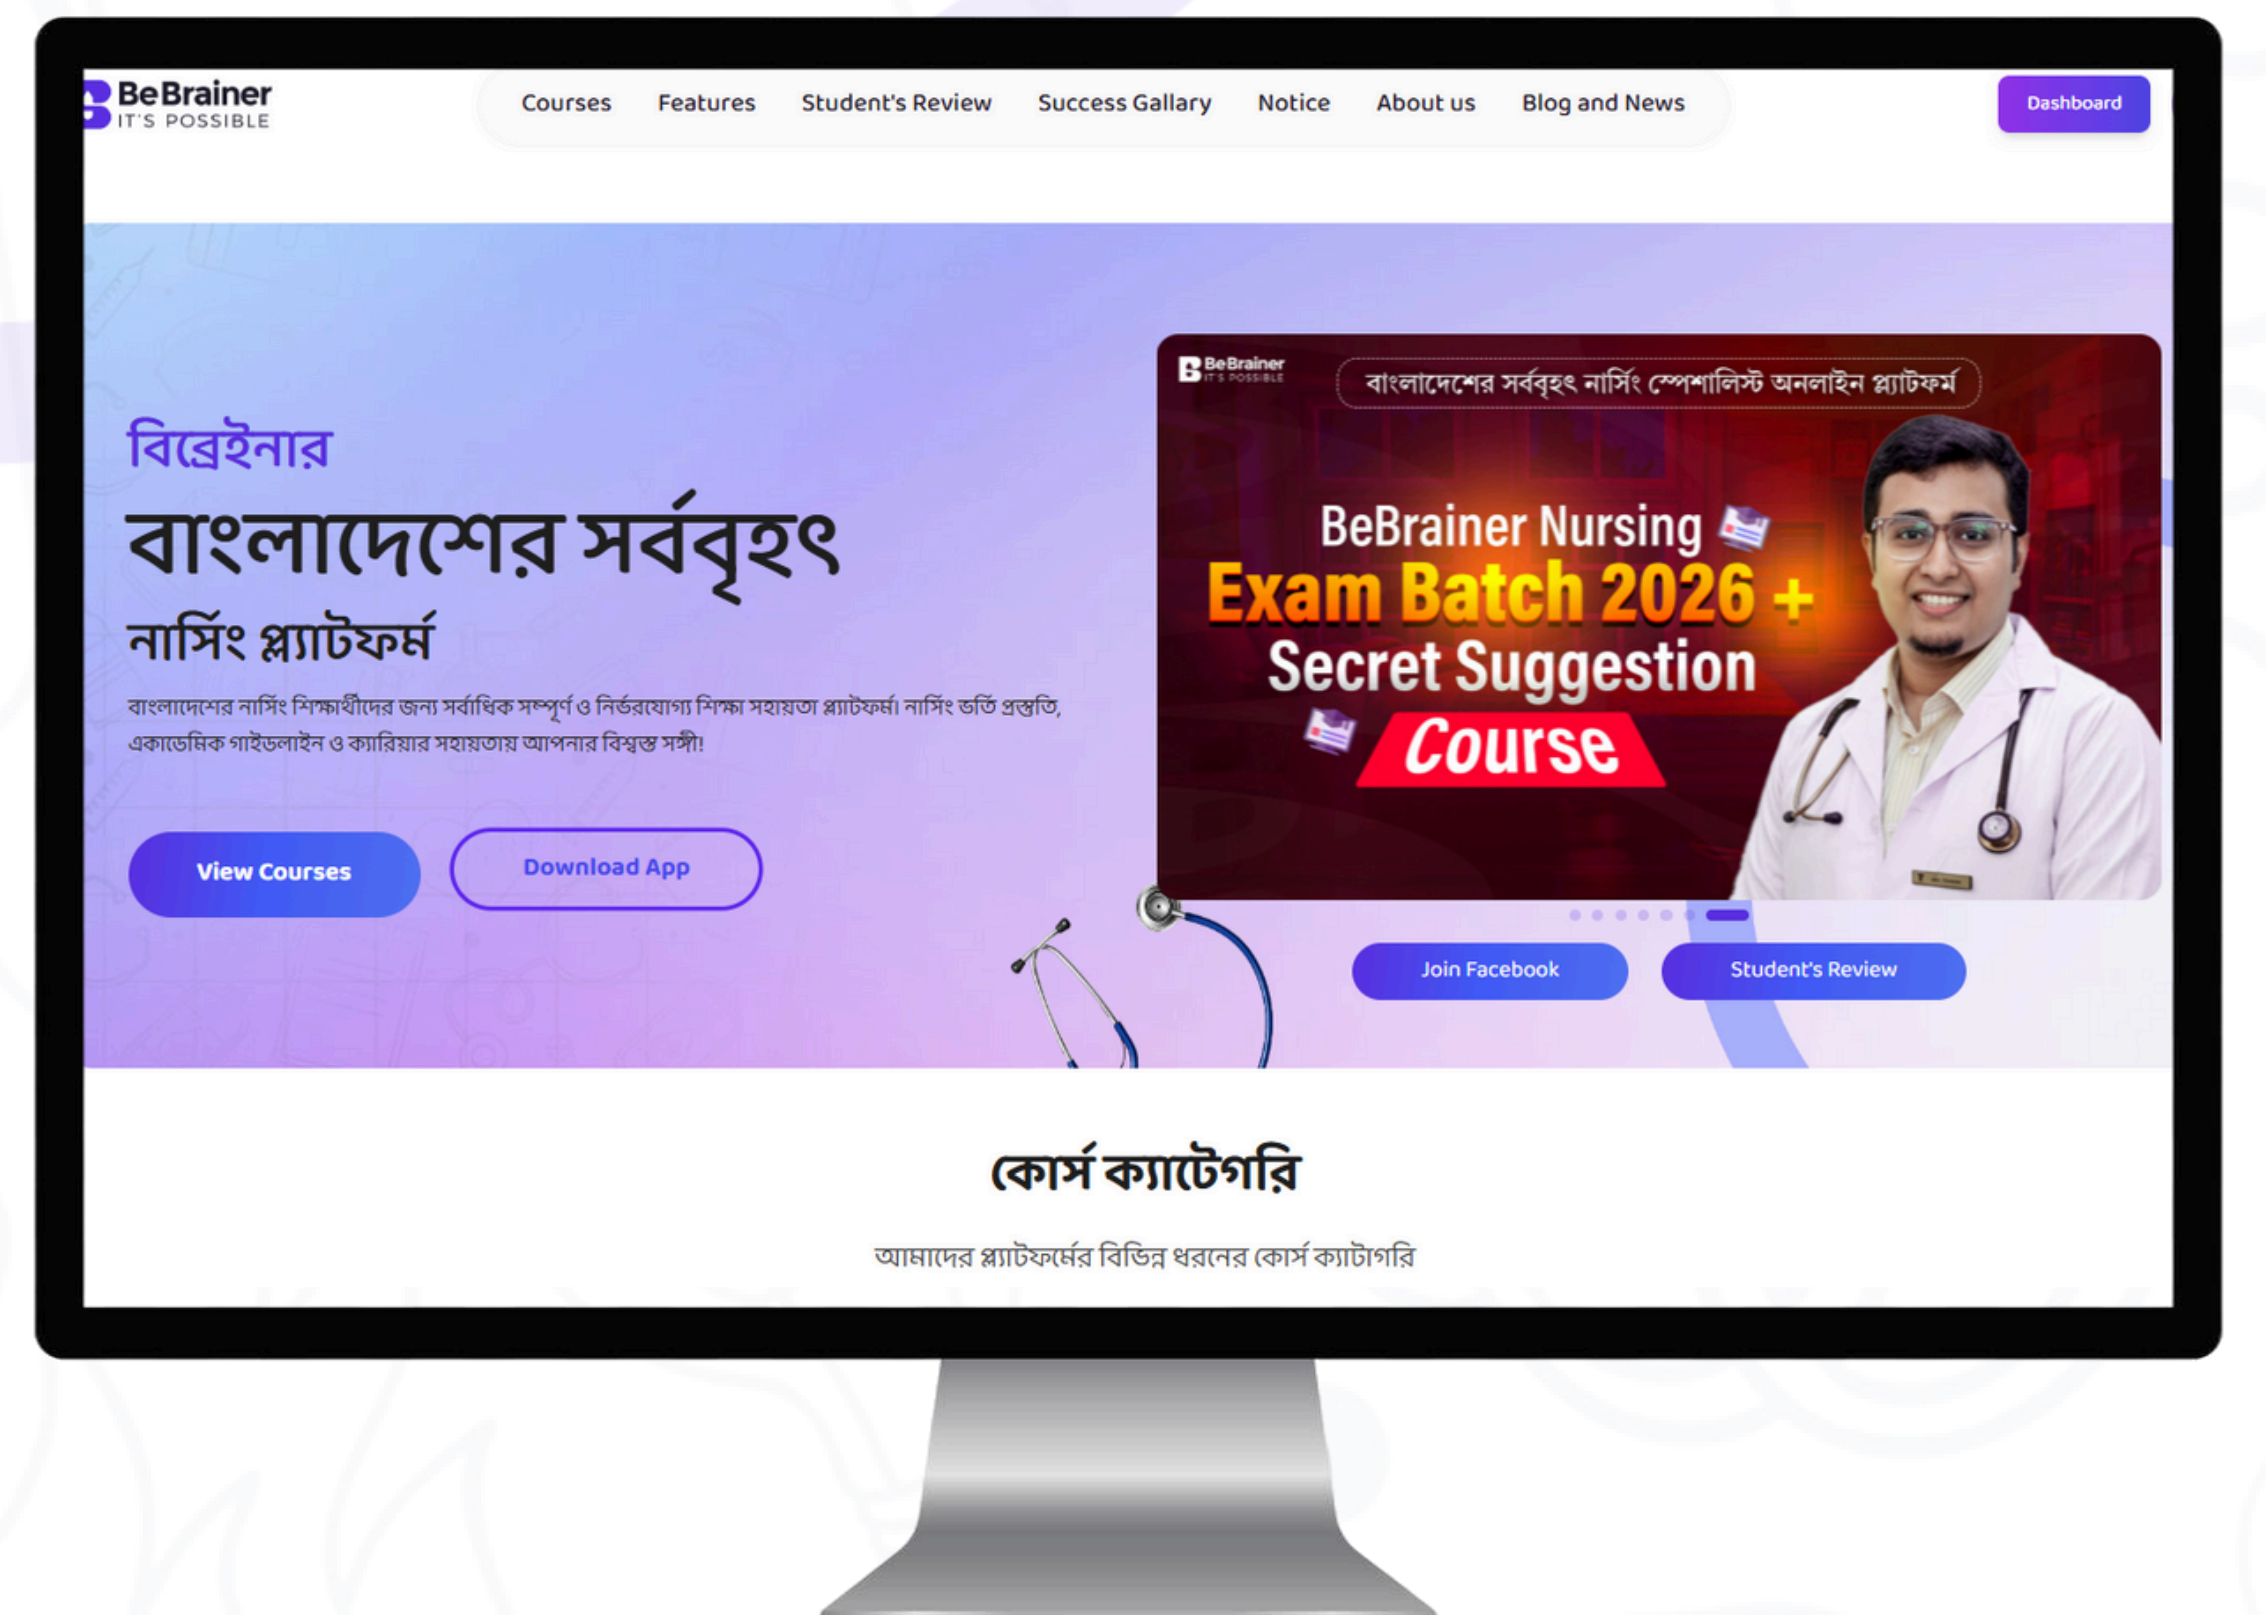 BeBrainer
IT'S POSSIBLE
Courses Features Student's Review Success Gallary Notice About us Blog and News
Dashboard
বিব্রেইনার
বাংলাদেশের সর্ববৃহৎ
নার্সিং প্ল্যাটফর্ম
বাংলাদেশের নার্সিং শিক্ষার্থীদের জন্য সর্বাধিক সম্পূর্ণ ও নির্ভরযোগ্য শিক্ষা সহায়তা প্ল্যাটফর্ম। নার্সিং ভর্তি প্রস্তুতি,
একাডেমিক গাইডলাইন ও ক্যারিয়ার সহায়তায় আপনার বিশ্বস্ত সঙ্গী!
View Courses
Download App
BeBrainer
IT'S POSSIBLE
বাংলাদেশের সর্ববৃহৎ নার্সিং স্পেশালিস্ট অনলাইন প্ল্যাটফর্ম
BeBrainer Nursing
Exam Batch 2026 +
Secret Suggestion
Course
Join Facebook
Student's Review
কোর্স ক্যাটেগরি
আমাদের প্ল্যাটফর্মের বিভিন্ন ধরনের কোর্স ক্যাটাগরি